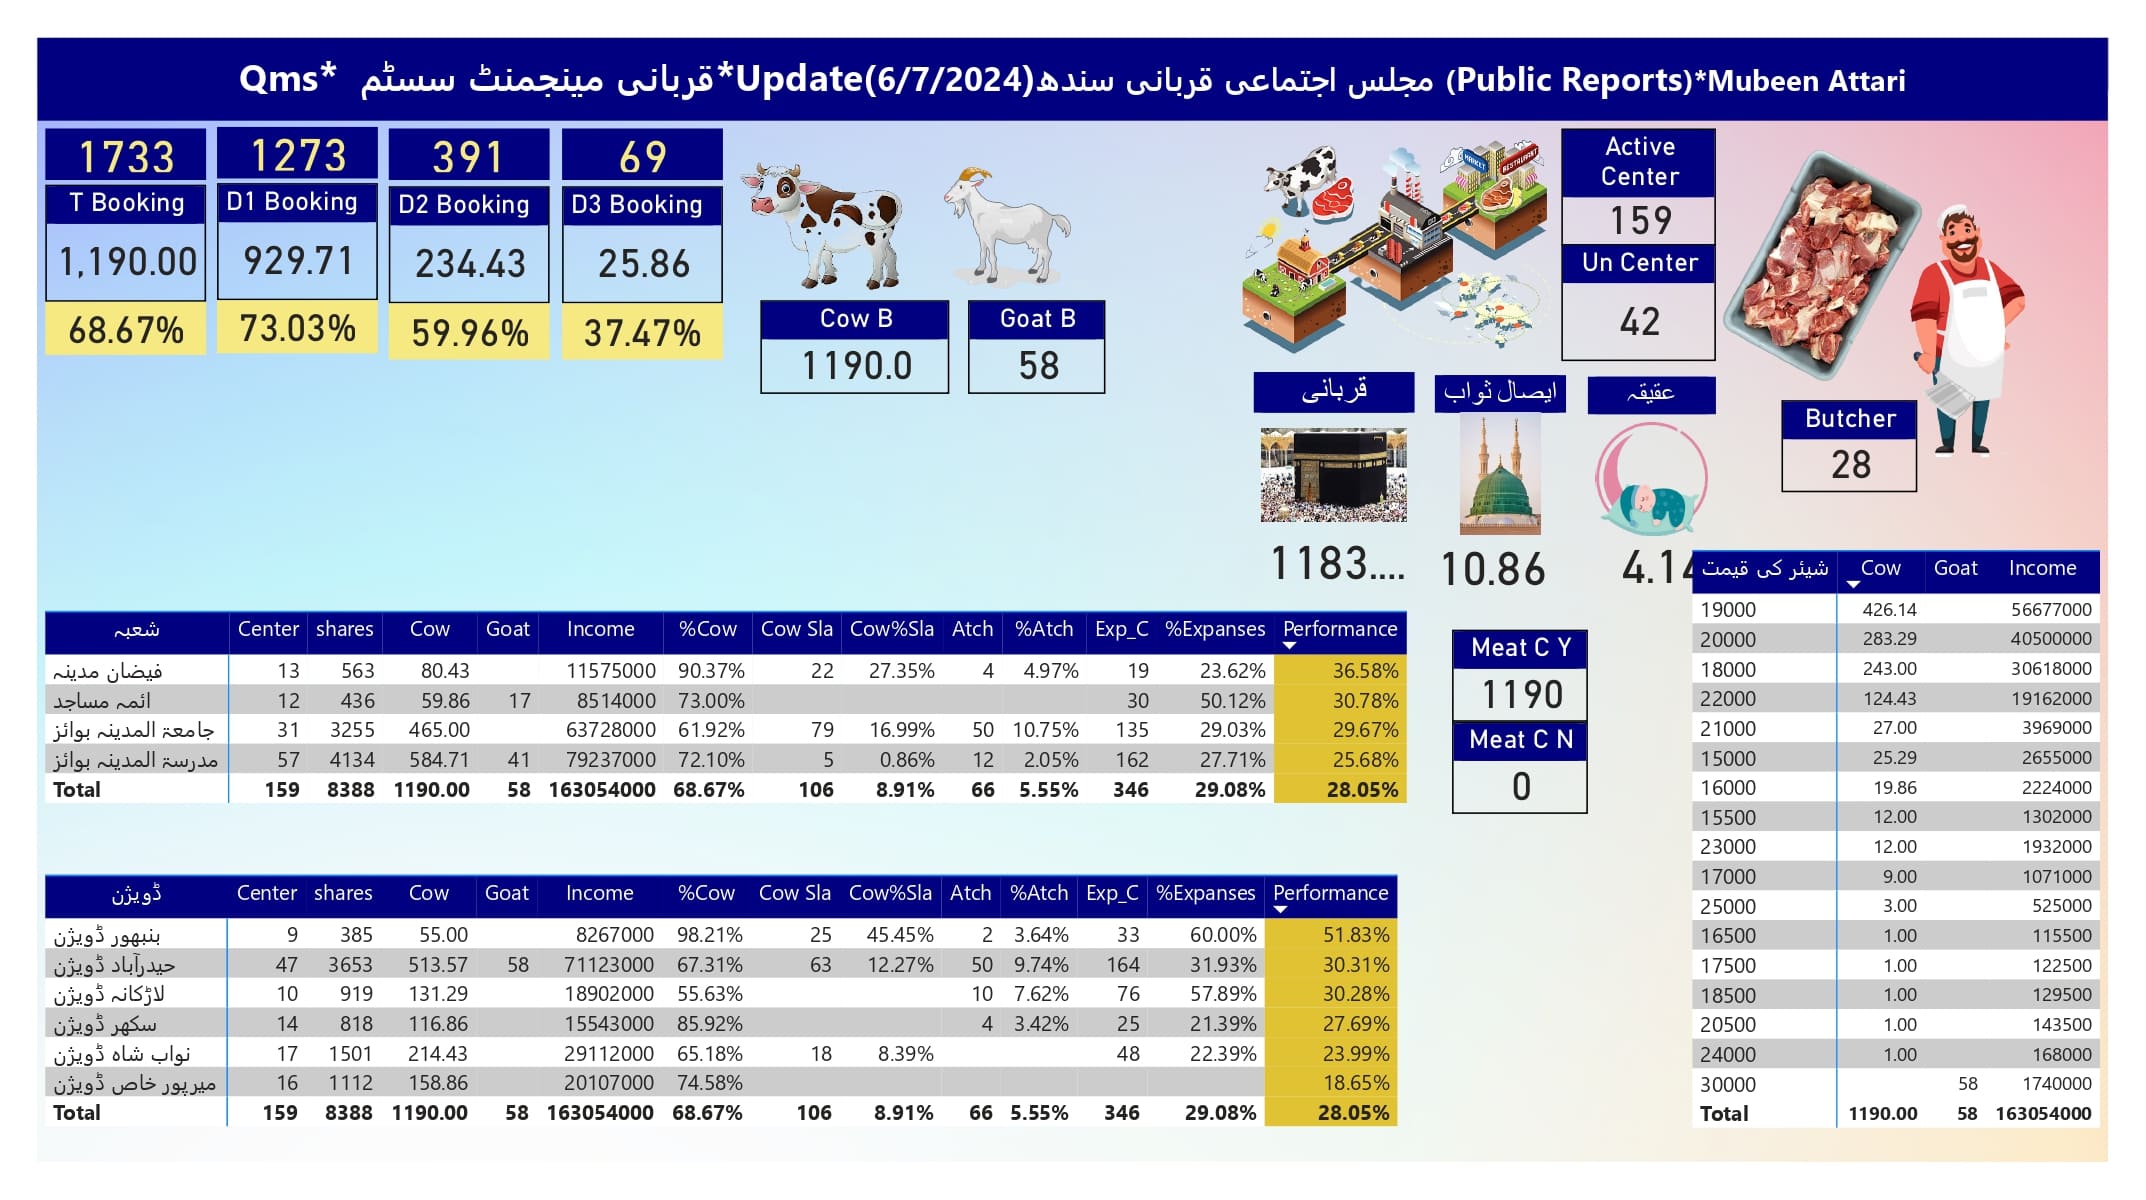 Qms* قربانی مینجمنٹ سسٹم*Update(6/7/2024)مجلس اجتماعی قربانی سندھ (Public Reports)*Mubeen Attari
1733 1273 391 69
T Booking D1 Booking D2 Booking D3 Booking
1,190.00 929.71 234.43 25.86
68.67% 73.03% 59.96% 37.47%
Cow B Goat B
1190.0 58
MARKET RESTAURANT
Active Center
159
Un Center
42
قربانی ایصال ثواب عقیقہ
1183.... 10.86 4.14
Butcher
28
شعبہ Center shares Cow Goat Income %Cow Cow Sla Cow%Sla Atch %Atch Exp_C %Expanses Performance
فیضان مدینہ 13 563 80.43 11575000 90.37% 22 27.35% 4 4.97% 19 23.62% 36.58%
ائمہ مساجد 12 436 59.86 17 8514000 73.00% 30 50.12% 30.78%
جامعۃ المدینہ بوائز 31 3255 465.00 63728000 61.92% 79 16.99% 50 10.75% 135 29.03% 29.67%
مدرسۃ المدینہ بوائز 57 4134 584.71 41 79237000 72.10% 5 0.86% 12 2.05% 162 27.71% 25.68%
Total 159 8388 1190.00 58 163054000 68.67% 106 8.91% 66 5.55% 346 29.08% 28.05%
Meat C Y
1190
Meat C N
0
ڈویژن Center shares Cow Goat Income %Cow Cow Sla Cow%Sla Atch %Atch Exp_C %Expanses Performance
بنبھور ڈویژن 9 385 55.00 8267000 98.21% 25 45.45% 2 3.64% 33 60.00% 51.83%
حیدرآباد ڈویژن 47 3653 513.57 58 71123000 67.31% 63 12.27% 50 9.74% 164 31.93% 30.31%
لاڑکانہ ڈویژن 10 919 131.29 18902000 55.63% 10 7.62% 76 57.89% 30.28%
سکھر ڈویژن 14 818 116.86 15543000 85.92% 4 3.42% 25 21.39% 27.69%
نواب شاہ ڈویژن 17 1501 214.43 29112000 65.18% 18 8.39% 48 22.39% 23.99%
میرپور خاص ڈویژن 16 1112 158.86 20107000 74.58% 18.65%
Total 159 8388 1190.00 58 163054000 68.67% 106 8.91% 66 5.55% 346 29.08% 28.05%
شیئر کی قیمت Cow Goat Income
19000 426.14 56677000
20000 283.29 40500000
18000 243.00 30618000
22000 124.43 19162000
21000 27.00 3969000
15000 25.29 2655000
16000 19.86 2224000
15500 12.00 1302000
23000 12.00 1932000
17000 9.00 1071000
25000 3.00 525000
16500 1.00 115500
17500 1.00 122500
18500 1.00 129500
20500 1.00 143500
24000 1.00 168000
30000 58 1740000
Total 1190.00 58 163054000